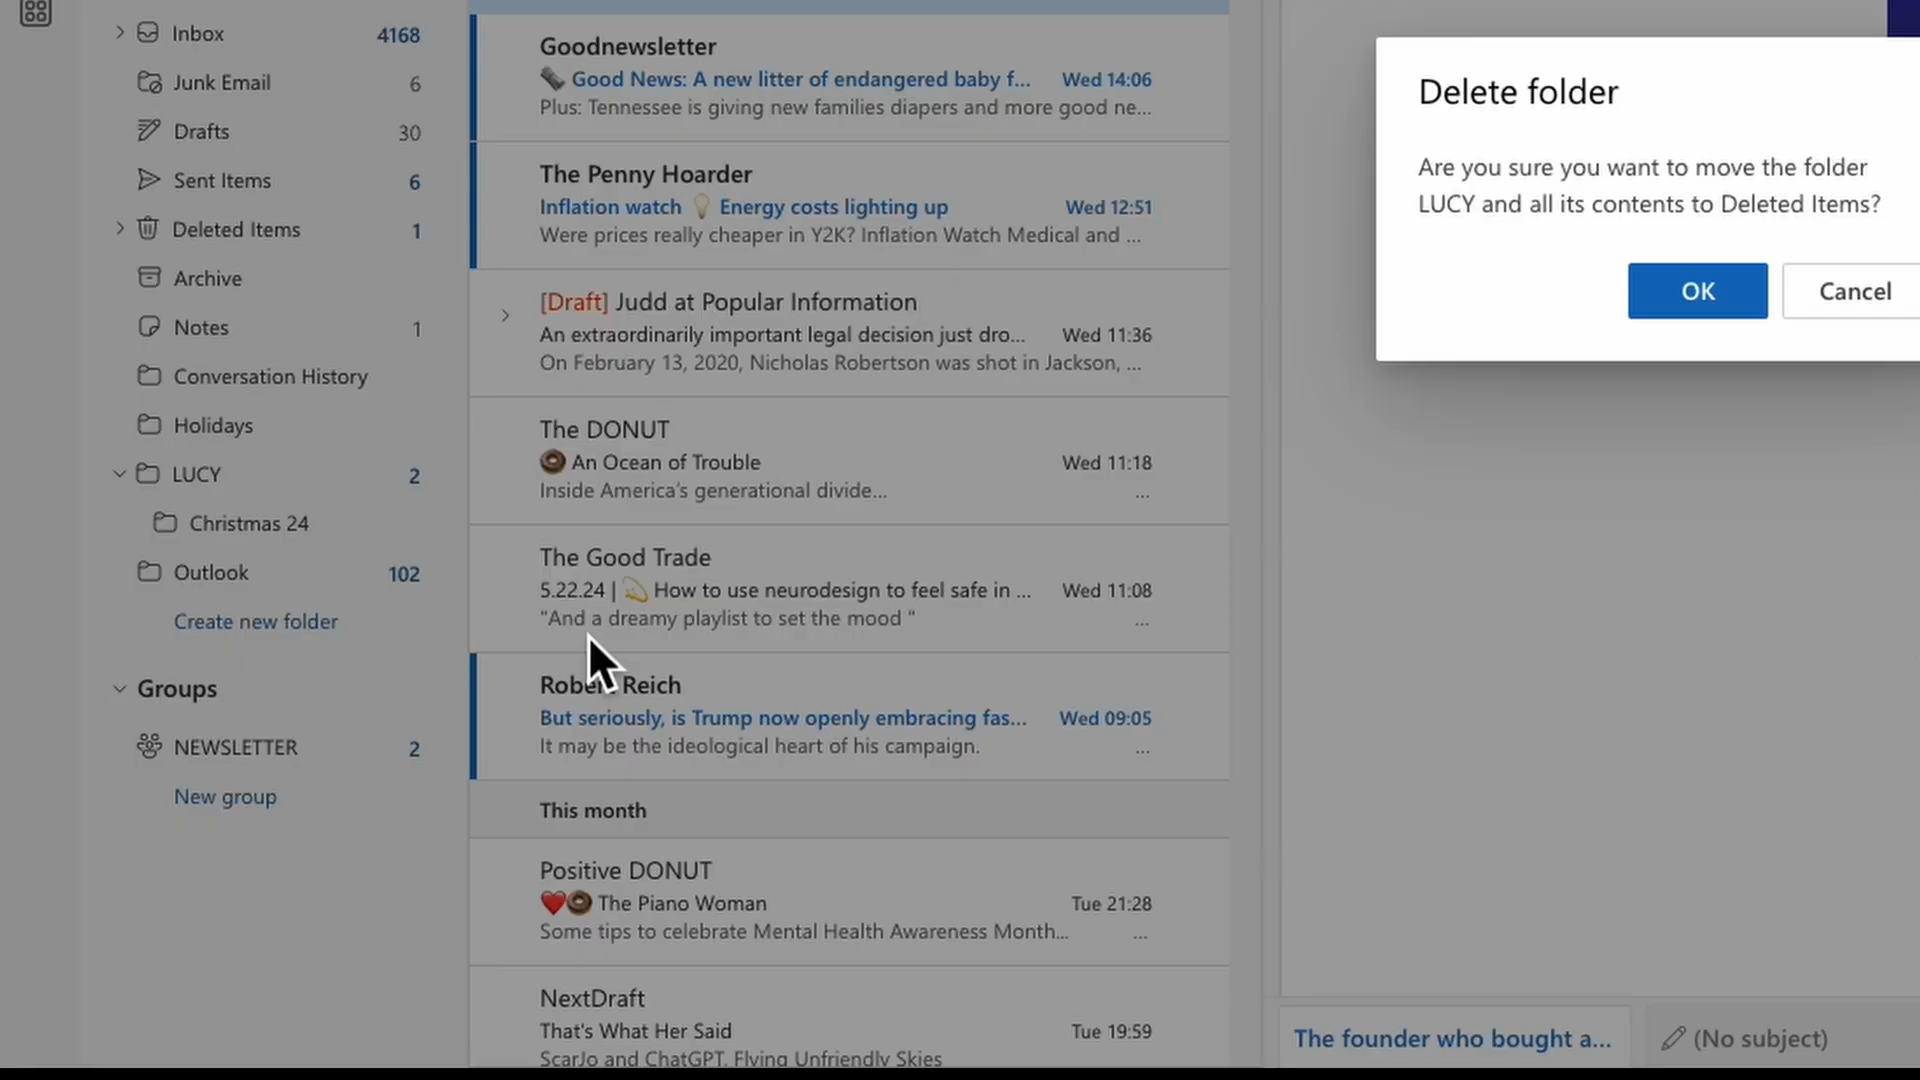 Inbox 4168
Junk Email 6
Drafts 30
Sent Items 6
Deleted Items 1
Archive
Notes 1
Conversation History
Holidays
LUCY 2
Christmas 24
Outlook 102
Create new folder
Groups
NEWSLETTER 2
New group
Goodnewsletter
Good News: A new litter of endangered baby f... Wed 14:06
Plus: Tennessee is giving new families diapers and more good ne...
The Penny Hoarder
Inflation watch 💡 Energy costs lighting up Wed 12:51
Were prices really cheaper in Y2K? Inflation Watch Medical and ...
[Draft] Judd at Popular Information
An extraordinarily important legal decision just dro... Wed 11:36
On February 13, 2020, Nicholas Robertson was shot in Jackson, ...
The DONUT
An Ocean of Trouble Wed 11:18
Inside America's generational divide... ...
The Good Trade
5.22.24 | 💫 How to use neurodesign to feel safe in ... Wed 11:08
"And a dreamy playlist to set the mood " ...
Robert Reich
But seriously, is Trump now openly embracing fas... Wed 09:05
It may be the ideological heart of his campaign. ...
This month
Positive DONUT
The Piano Woman Tue 21:28
Some tips to celebrate Mental Health Awareness Month... ...
NextDraft
That's What Her Said Tue 19:59
ScarJo and ChatGPT, Flying Unfriendly Skies
Delete folder
Are you sure you want to move the folder
LUCY and all its contents to Deleted Items?
OK Cancel
The founder who bought a... (No subject)